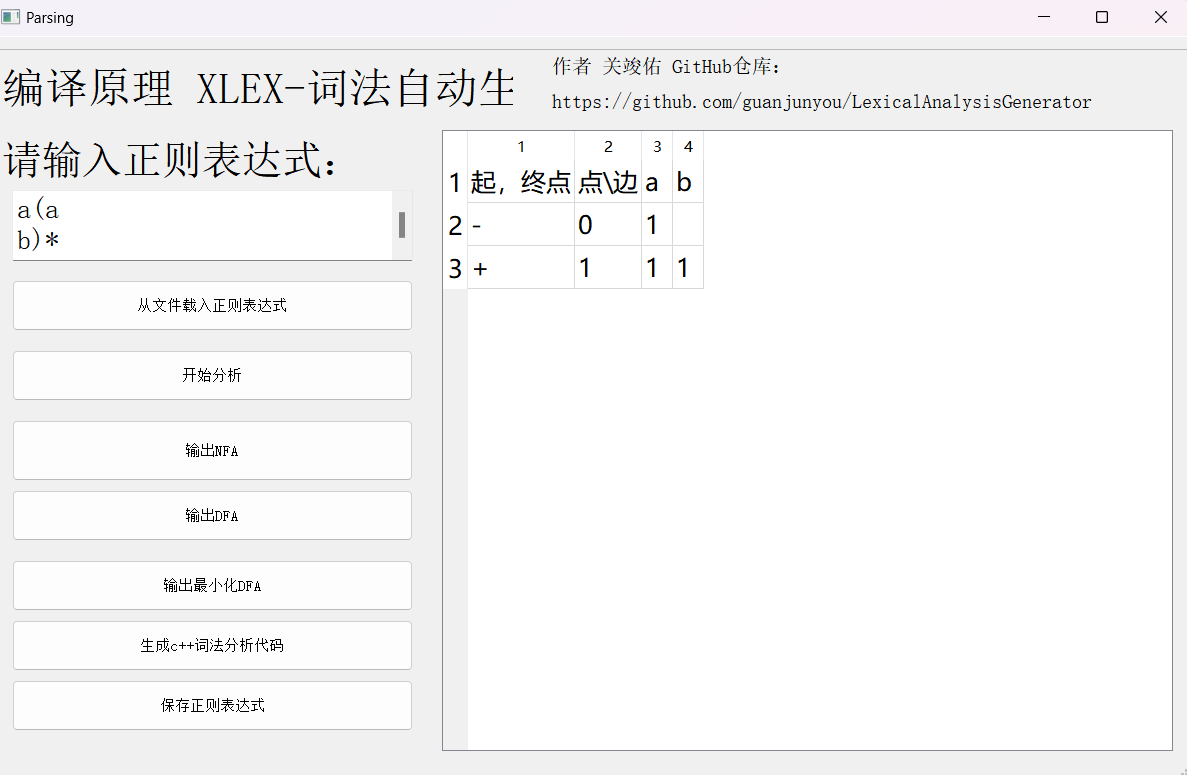 Parsing
编译原理 XLEX-词法自动生
作者 关竣佑 GitHub仓库：
https://github.com/guanjunyou/LexicalAnalysisGenerator
请输入正则表达式：
a(a
b)*
从文件载入正则表达式
开始分析
输出NFA
输出DFA
输出最小化DFA
生成c++词法分析代码
保存正则表达式
1 2 3 4
1 起，终点 点\边 a b
2 - 0 1
3 + 1 1 1